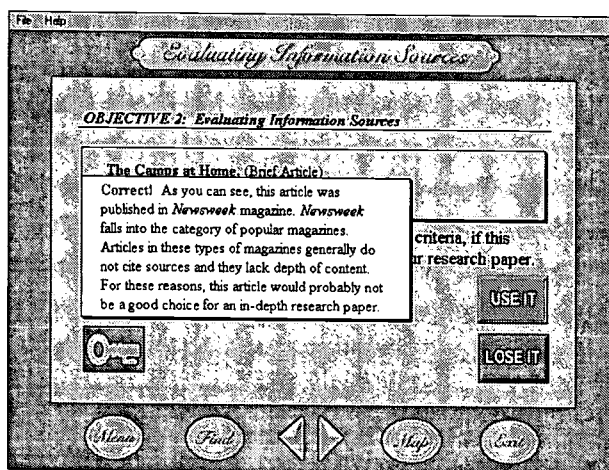 File Help
Evaluating Information Sources
OBJECTIVE 2: Evaluating Information Sources
The Camps at Home. (Brief Article)
Correct! As you can see, this article was
published in Newsweek magazine. Newsweek
falls into the category of popular magazines.
Articles in these types of magazines generally do
not cite sources and they lack depth of content.
For these reasons, this article would probably not
be a good choice for an in-depth research paper.
criteria, if this
r research paper.
USE IT
LOSE IT
Menu Find Map Exit